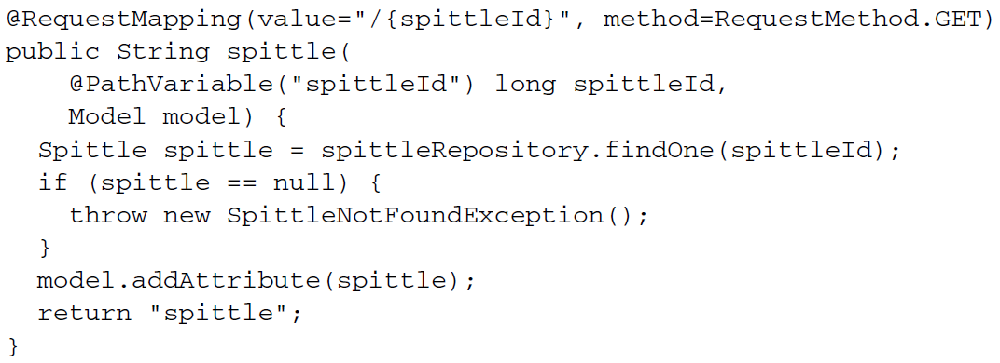 @RequestMapping(value="/{spittleId}", method=RequestMethod.GET)
public String spittle(
    @PathVariable("spittleId") long spittleId,
    Model model) {
  Spittle spittle = spittleRepository.findOne(spittleId);
  if (spittle == null) {
    throw new SpittleNotFoundException();
  }
  model.addAttribute(spittle);
  return "spittle";
}